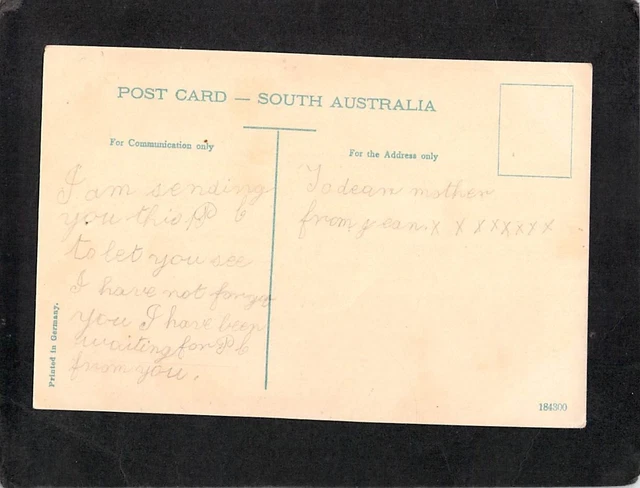 POST CARD — SOUTH AUSTRALIA
For Communication only
For the Address only
I am sending
you this P C
to let you see
I have not forgot
you I have been
waiting for P C
from you.
To dear mother
from jean x x x x x x x x
Printed in Germany.
184300